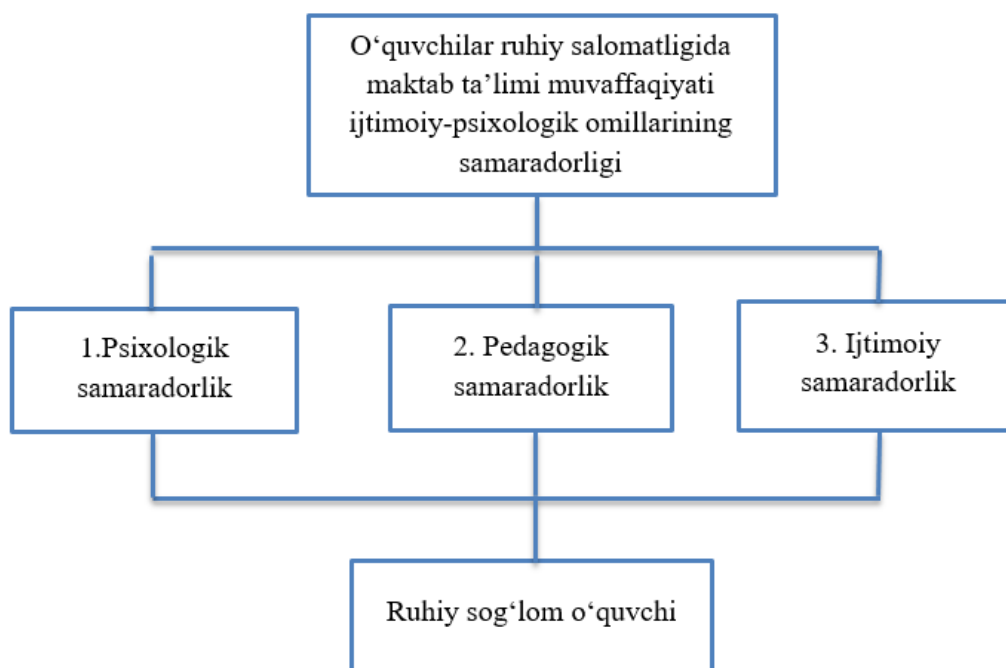 O‘quvchilar ruhiy salomatligida
maktab ta’limi muvaffaqiyati
ijtimoiy-psixologik omillarining
samaradorligi
1.Psixologik
samaradorlik
2. Pedagogik
samaradorlik
3. Ijtimoiy
samaradorlik
Ruhiy sog‘lom o‘quvchi